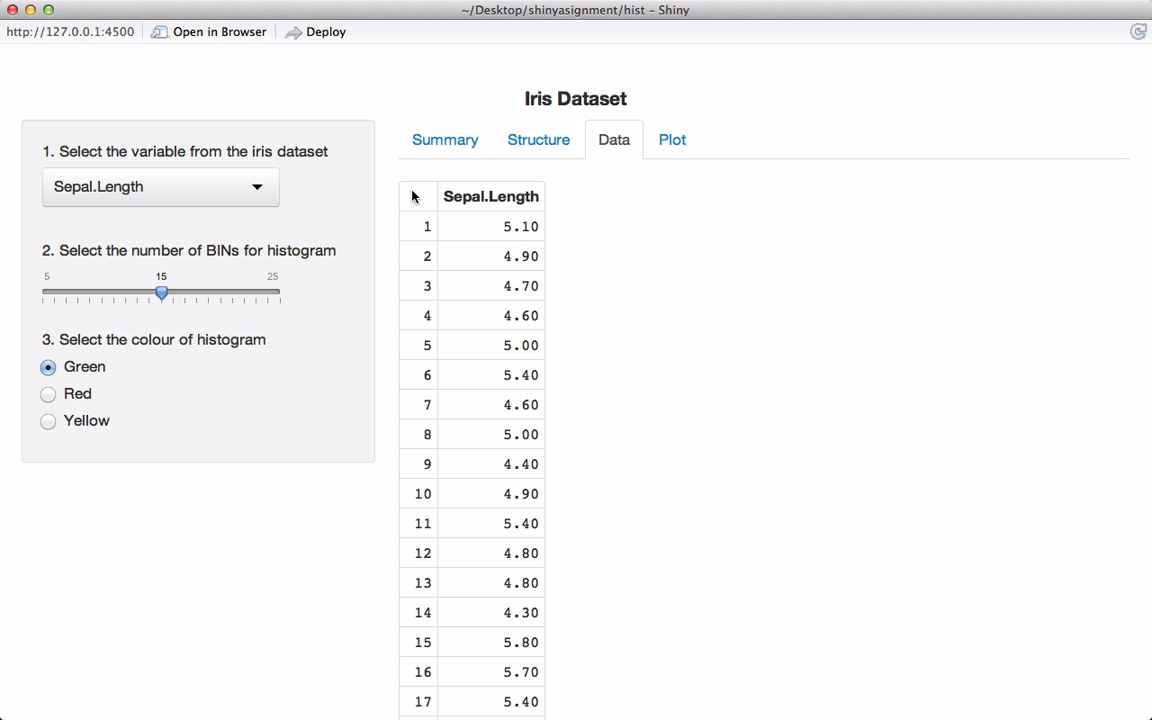 ~/Desktop/shinyasignment/hist – Shiny
http://127.0.0.1:4500 Open in Browser Deploy
Iris Dataset
1. Select the variable from the iris dataset
Sepal.Length
2. Select the number of BINs for histogram
5 15 25
3. Select the colour of histogram
Green
Red
Yellow
Summary Structure Data Plot
Sepal.Length
1 5.10
2 4.90
3 4.70
4 4.60
5 5.00
6 5.40
7 4.60
8 5.00
9 4.40
10 4.90
11 5.40
12 4.80
13 4.80
14 4.30
15 5.80
16 5.70
17 5.40